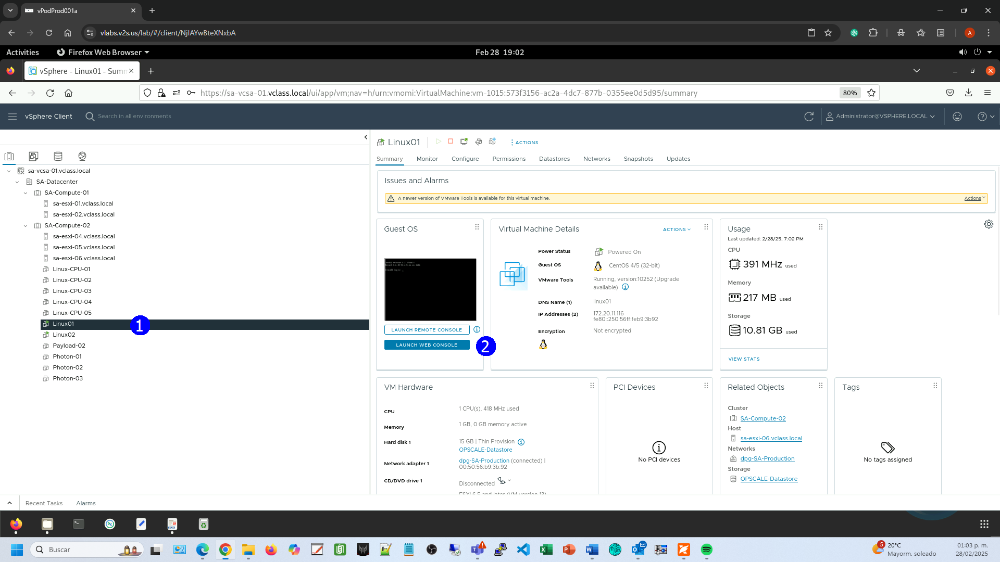 vPodProd001a
vlabs.v2s.us/lab/#/client/NjIAYwBteXNxbA
A
Activities
Firefox Web Browser
Feb 28 19:02
vSphere - Linux01 - Sum
https://sa-vcsa-01.vclass.local/ui/app/vm;nav=h/urn:vmomi:VirtualMachine:vm-1015:573f3156-ac2a-4dc7-877b-0355ee0d5d95/summary
80%
vSphere Client
Search in all environments
Administrator@VSPHERE.LOCAL
sa-vcsa-01.vclass.local
SA-Datacenter
SA-Compute-01
sa-esxi-01.vclass.local
sa-esxi-02.vclass.local
SA-Compute-02
sa-esxi-04.vclass.local
sa-esxi-05.vclass.local
sa-esxi-06.vclass.local
Linux-CPU-01
Linux-CPU-02
Linux-CPU-03
Linux-CPU-04
Linux-CPU-05
Linux01
1
Linux02
Payload-02
Photon-01
Photon-02
Photon-03
Linux01
ACTIONS
Summary Monitor Configure Permissions Datastores Networks Snapshots Updates
Issues and Alarms
A newer version of VMware Tools is available for this virtual machine.
Actions
Guest OS
LAUNCH REMOTE CONSOLE
LAUNCH WEB CONSOLE
2
Virtual Machine Details
ACTIONS
Power Status Powered On
Guest OS CentOS 4/5 (32-bit)
VMware Tools Running, version:10252 (Upgrade
available)
DNS Name (1) linux01
IP Addresses (2) 172.20.11.116
fe80::250:56ff:feb9:3b92
Encryption Not encrypted
Usage
Last updated: 2/28/25, 7:02 PM
CPU
391 MHz used
Memory
217 MB used
Storage
10.81 GB used
VIEW STATS
VM Hardware
CPU 1 CPU(s), 418 MHz used
Memory 1 GB, 0 GB memory active
Hard disk 1 15 GB | Thin Provision
OPSCALE-Datastore
Network adapter 1 dpg-SA-Production (connected) |
00:50:56:b9:3b:92
CD/DVD drive 1 Disconnected
ESXi 6.5 and later (VM version 13)
PCI Devices
No PCI devices
Related Objects
Cluster
SA-Compute-02
Host
sa-esxi-06.vclass.local
Networks
dpg-SA-Production
Storage
OPSCALE-Datastore
Tags
No tags assigned
Recent Tasks Alarms
Buscar
5
20°C
Mayorm. soleado
01:03 p. m.
28/02/2025